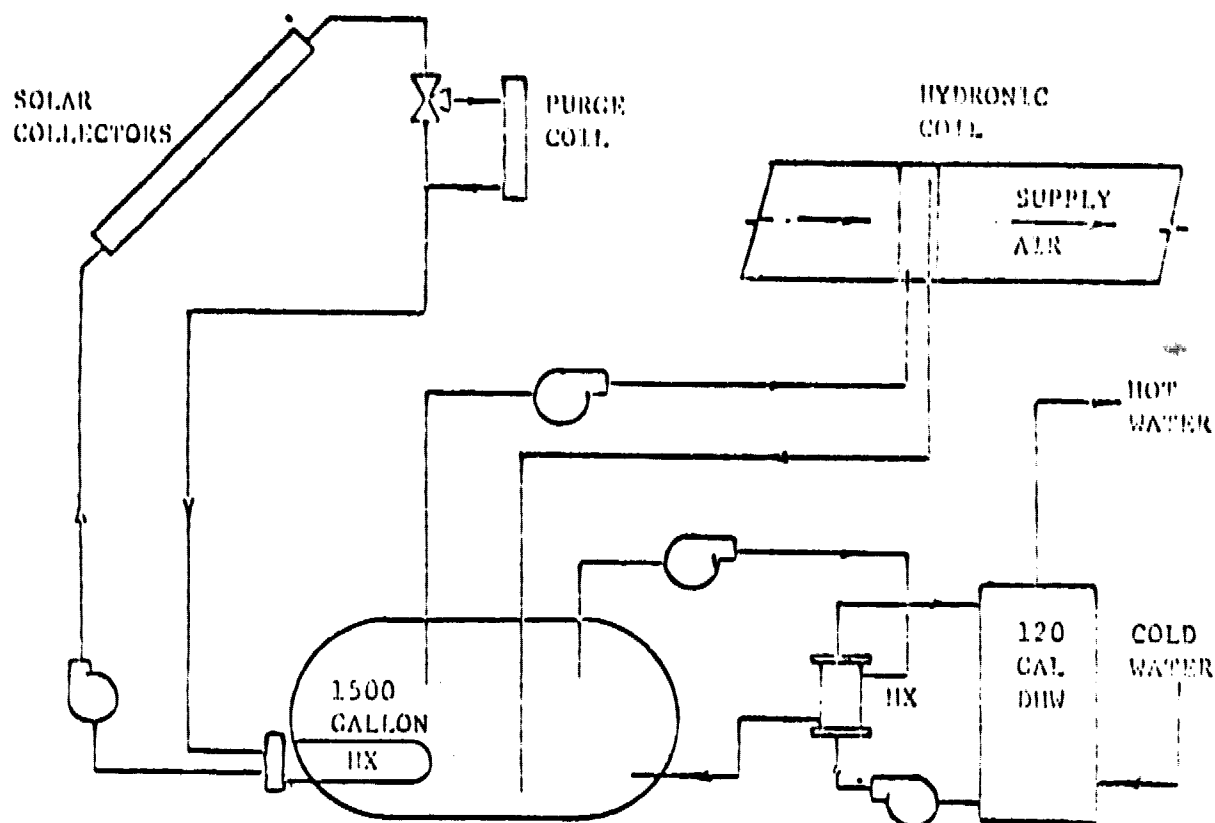 SOLAR
COLLECTORS
PURGE
COIL
HYDRONIC
COIL
SUPPLY
AIR
HOT
WATER
1500
GALLON
HX
HX
120
GAL
DHW
COLD
WATER